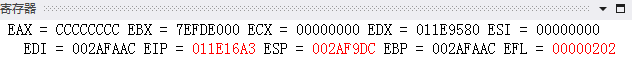 寄存器
EAX = CCCCCCCC EBX = 7EFDE000 ECX = 00000000 EDX = 011E9580 ESI = 00000000
EDI = 002AFAAC EIP = 011E16A3 ESP = 002AF9DC EBP = 002AFAAC EFL = 00000202